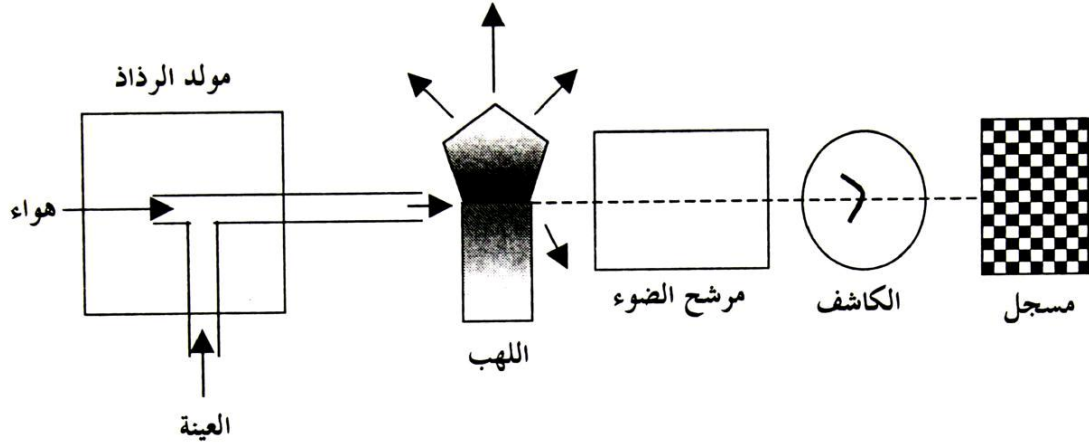 مولد الرذاذ
هواء
العينة
اللهب
مرشح الضوء
الكاشف
مسجل